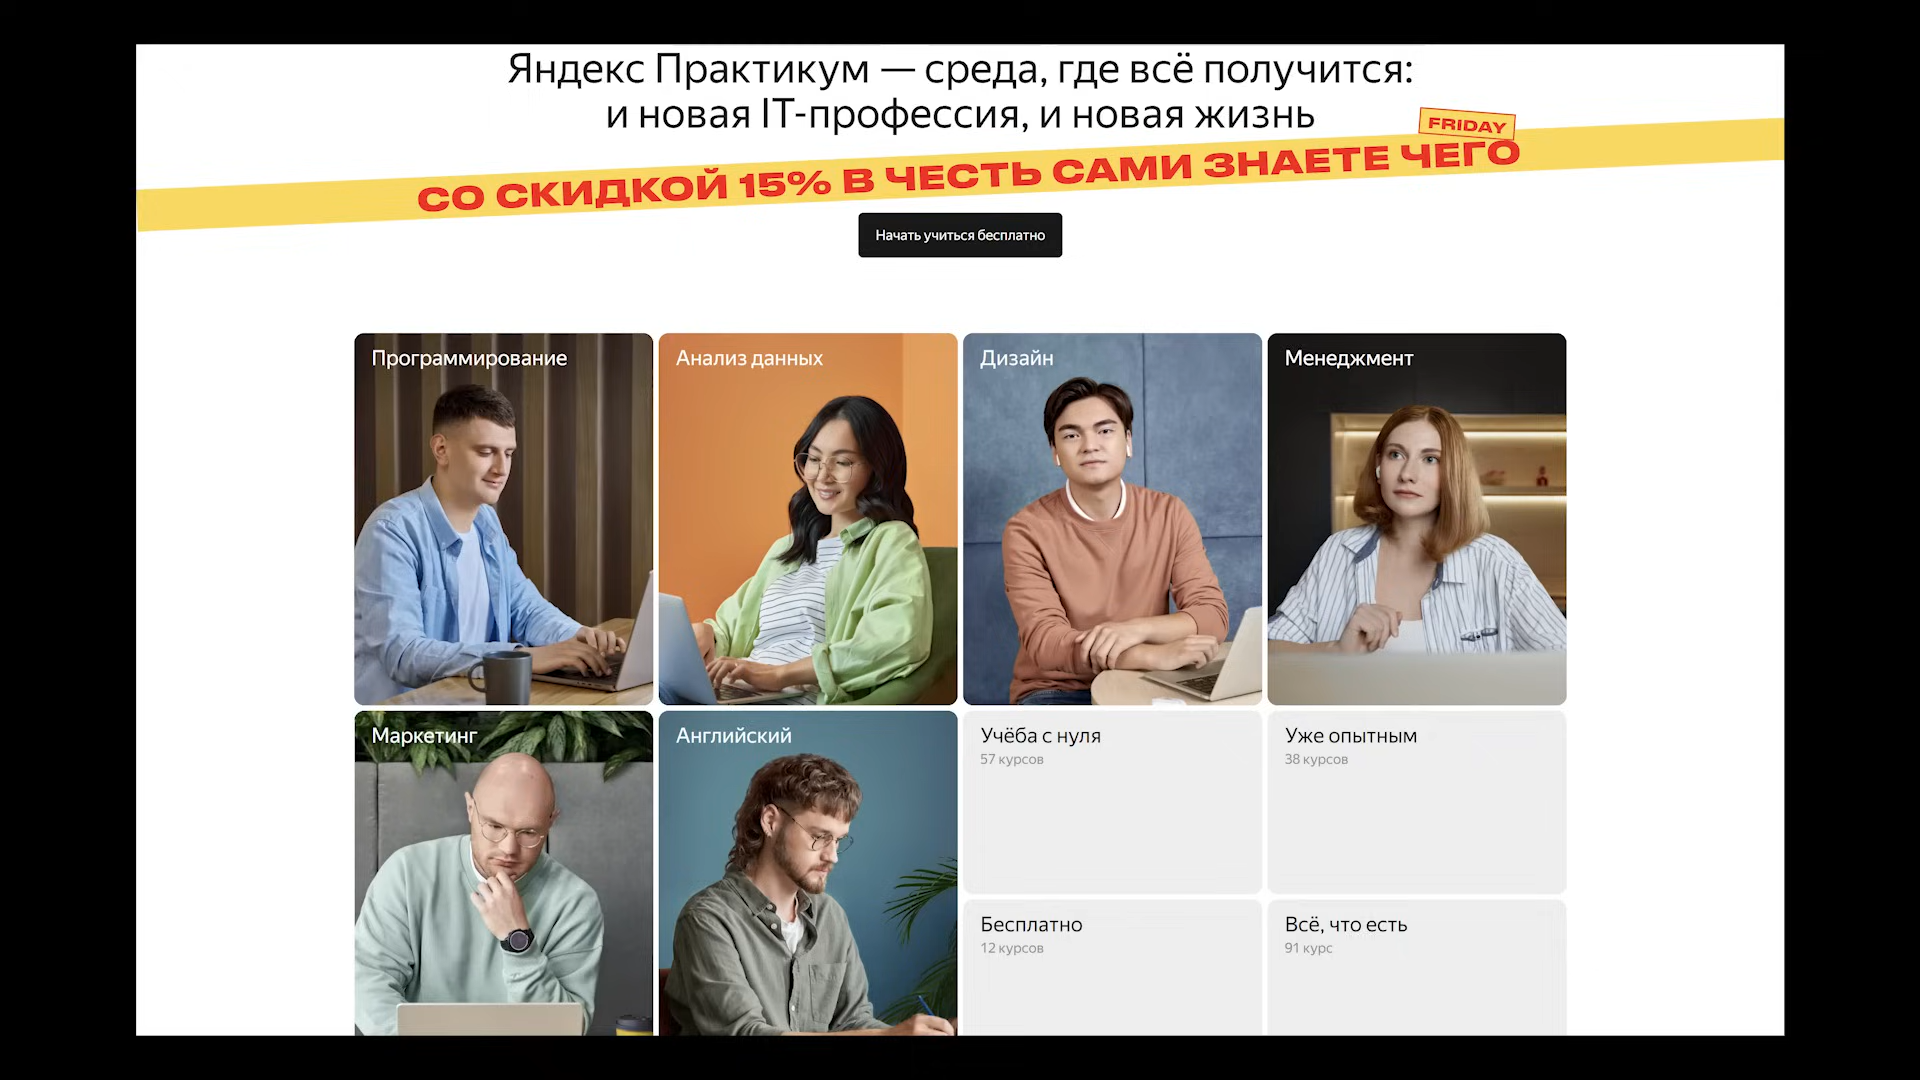 Яндекс Практикум — среда, где всё получится:
и новая IT-профессия, и новая жизнь
FRIDAY
СО СКИДКОЙ 15% В ЧЕСТЬ САМИ ЗНАЕТЕ ЧЕГО
Начать учиться бесплатно
Программирование
Анализ данных
Дизайн
Менеджмент
Маркетинг
Английский
Учёба с нуля
57 курсов
Уже опытным
38 курсов
Бесплатно
12 курсов
Всё, что есть
91 курс